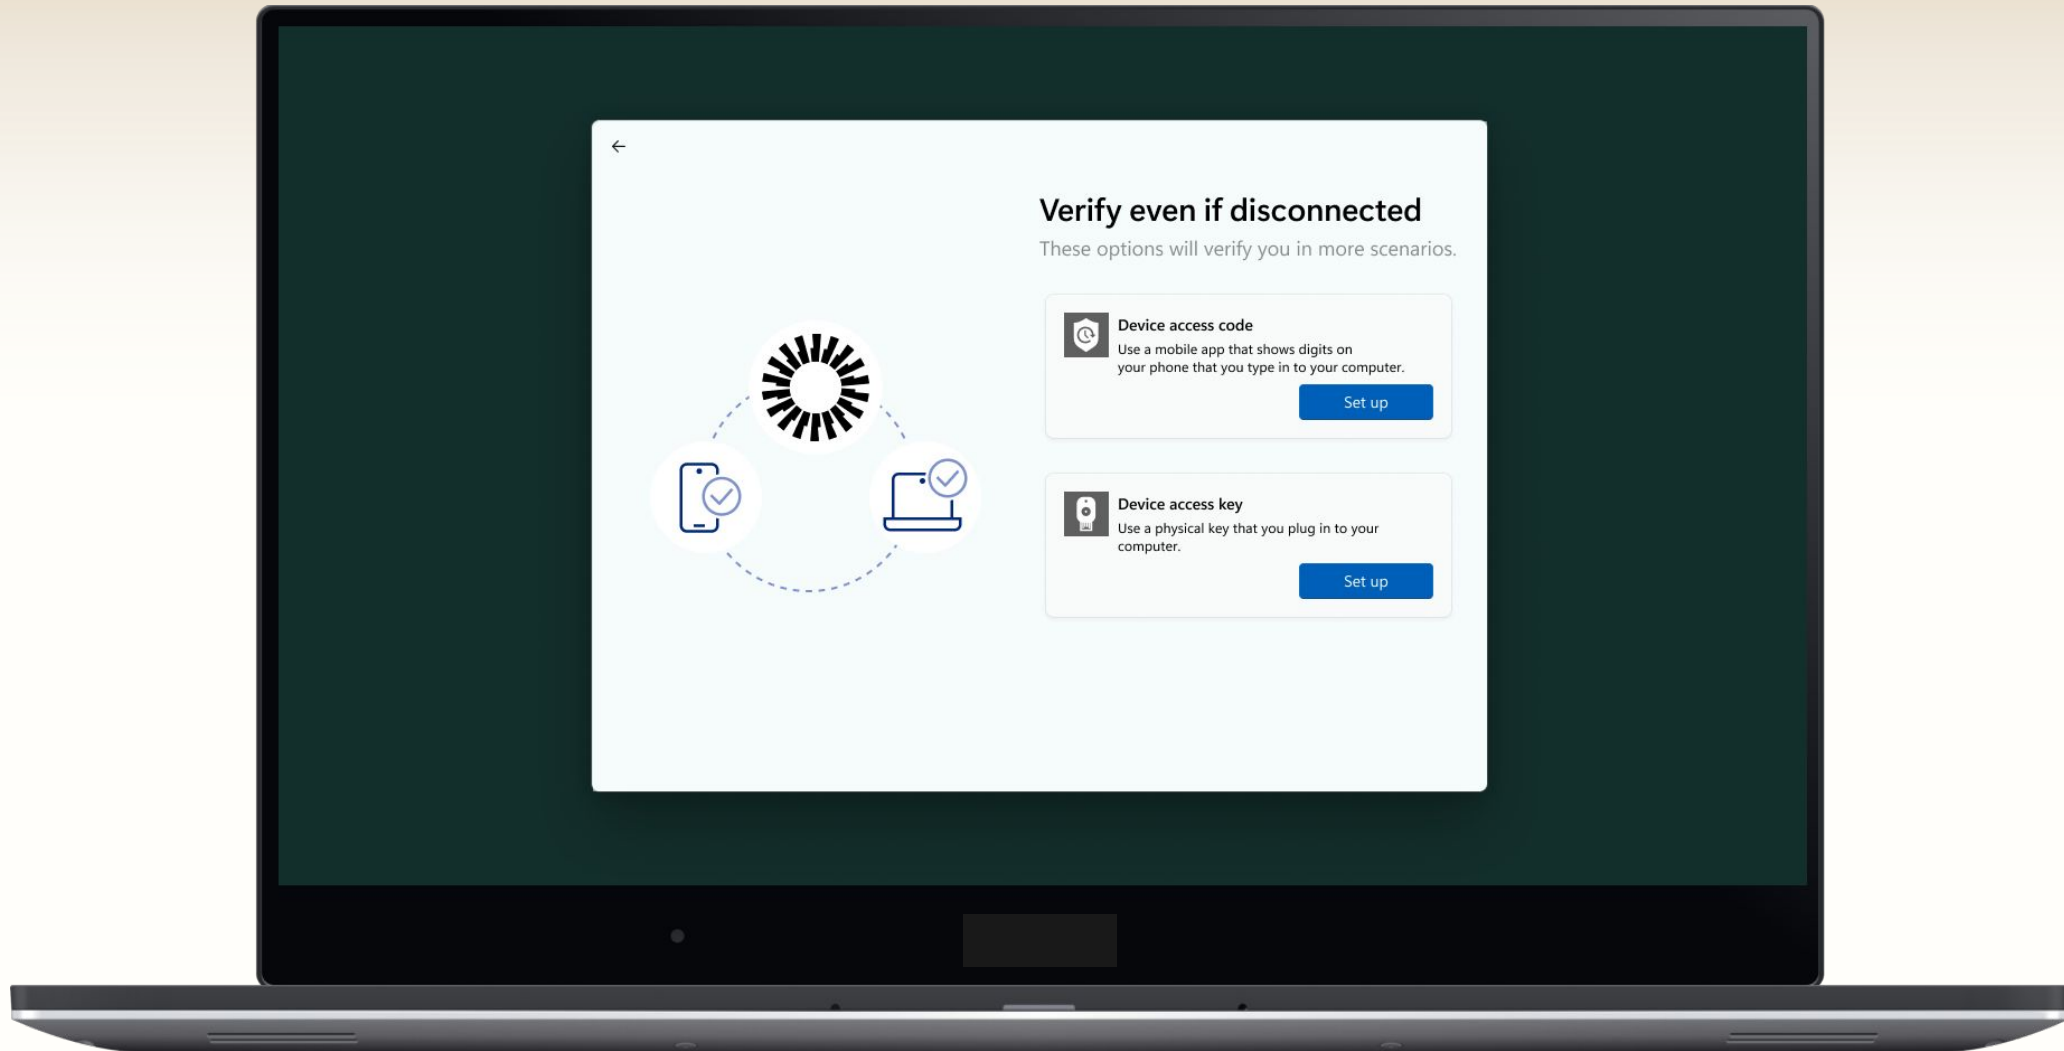 Verify even if disconnected
These options will verify you in more scenarios.
Device access code
Use a mobile app that shows digits on
your phone that you type in to your computer.
Set up
Device access key
Use a physical key that you plug in to your
computer.
Set up